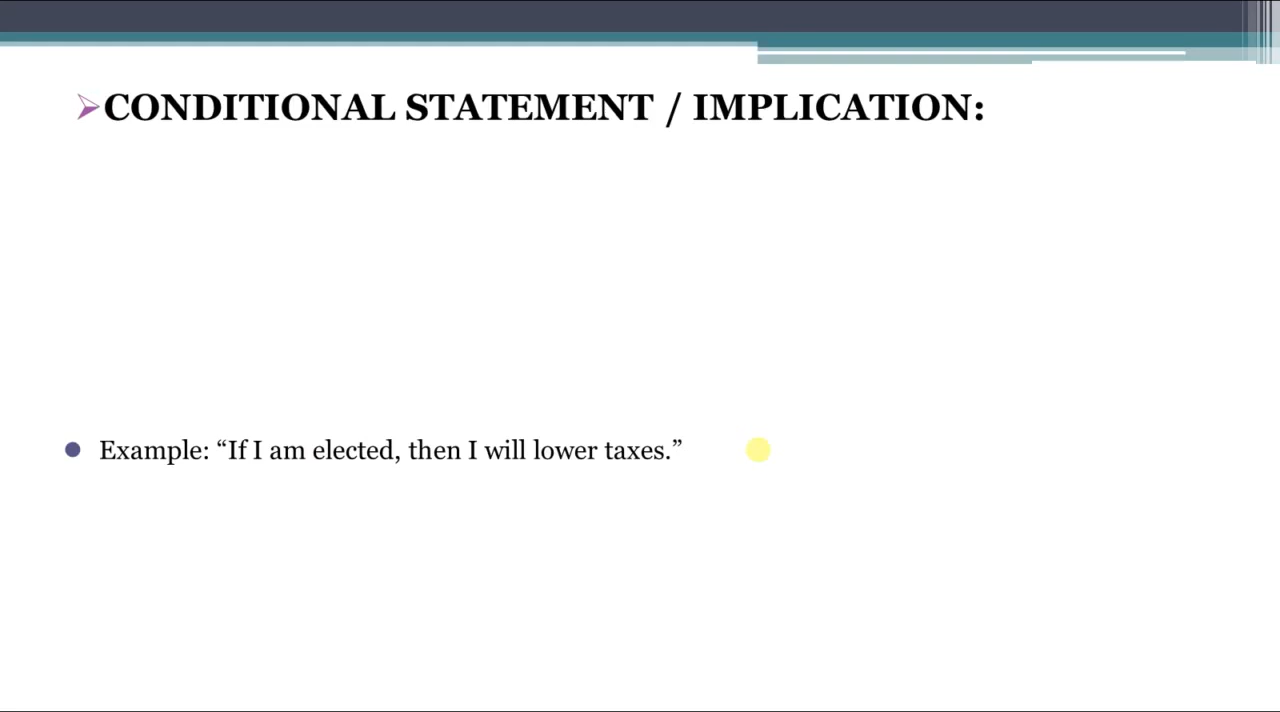 CONDITIONAL STATEMENT / IMPLICATION:
Example: “If I am elected, then I will lower taxes.”